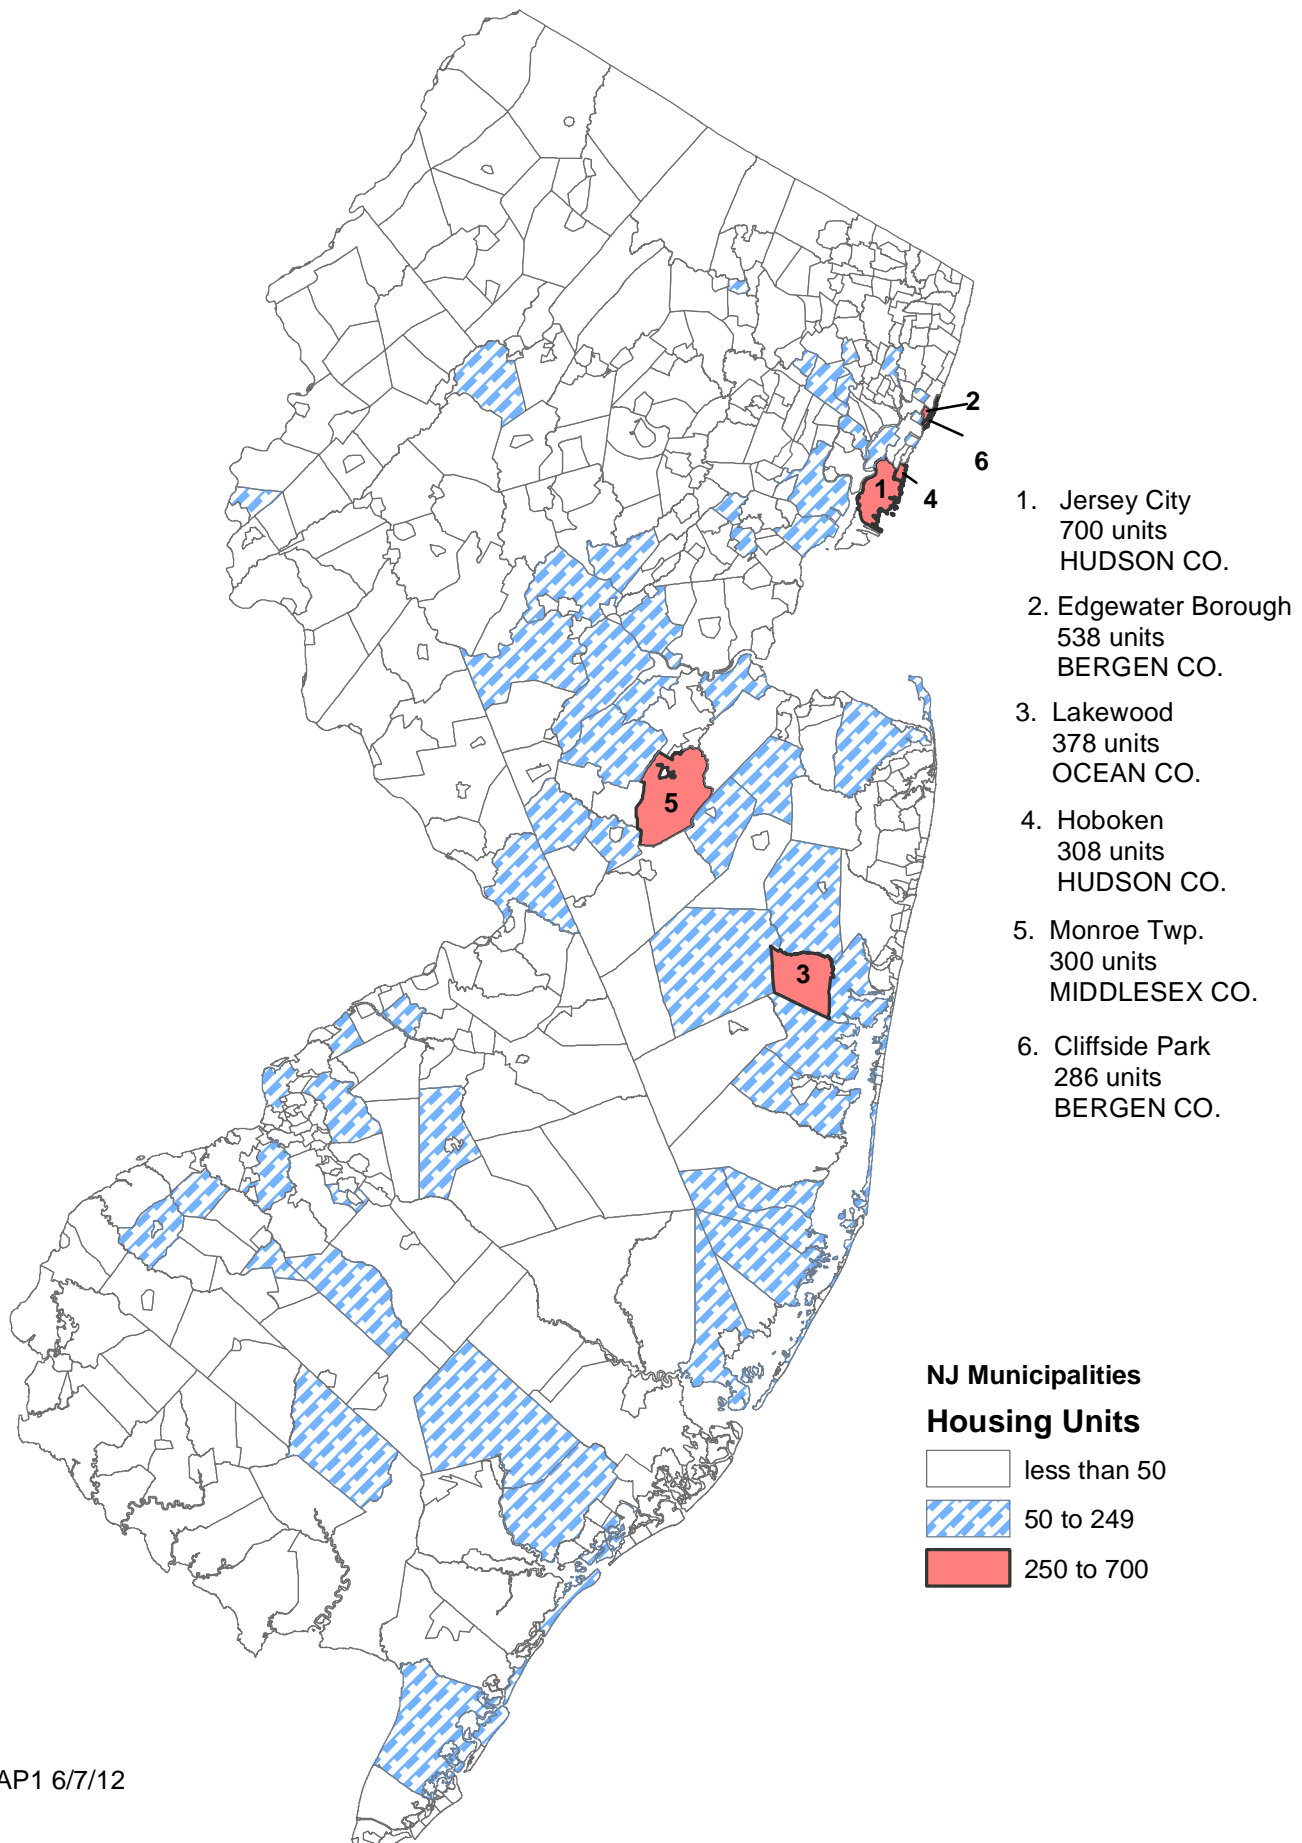 2
6
1
4
1. Jersey City
700 units
HUDSON CO.
2. Edgewater Borough
538 units
BERGEN CO.
3. Lakewood
378 units
OCEAN CO.
4. Hoboken
308 units
HUDSON CO.
5. Monroe Twp.
300 units
MIDDLESEX CO.
6. Cliffside Park
286 units
BERGEN CO.
5
3
NJ Municipalities
Housing Units
less than 50
50 to 249
250 to 700
AP1 6/7/12